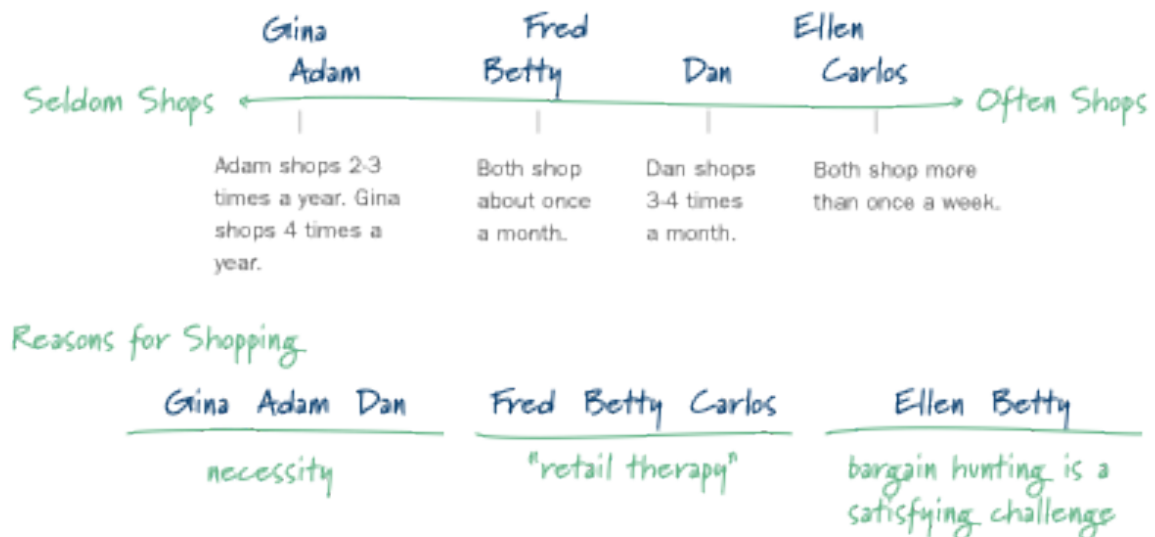 Gina Fred Ellen
Adam Betty Dan Carlos
Seldom Shops Often Shops
Adam shops 2-3
times a year. Gina
shops 4 times a
year.
Both shop
about once
a month.
Dan shops
3-4 times
a month.
Both shop more
than once a week.
Reasons for Shopping
Gina Adam Dan
necessity
Fred Betty Carlos
"retail therapy"
Ellen Betty
bargain hunting is a
satisfying challenge